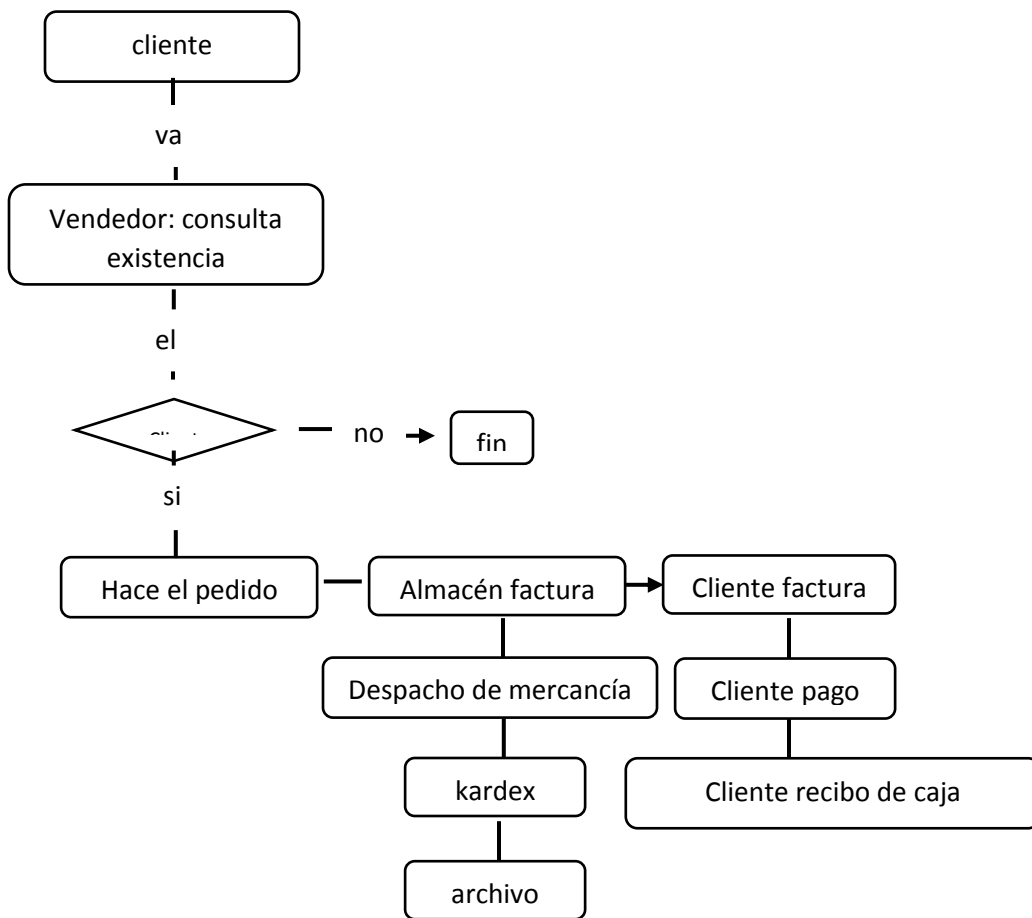 cliente
va
Vendedor: consulta
existencia
el
no
fin
si
Hace el pedido
Almacén factura
Cliente factura
Despacho de mercancía
Cliente pago
kardex
Cliente recibo de caja
archivo